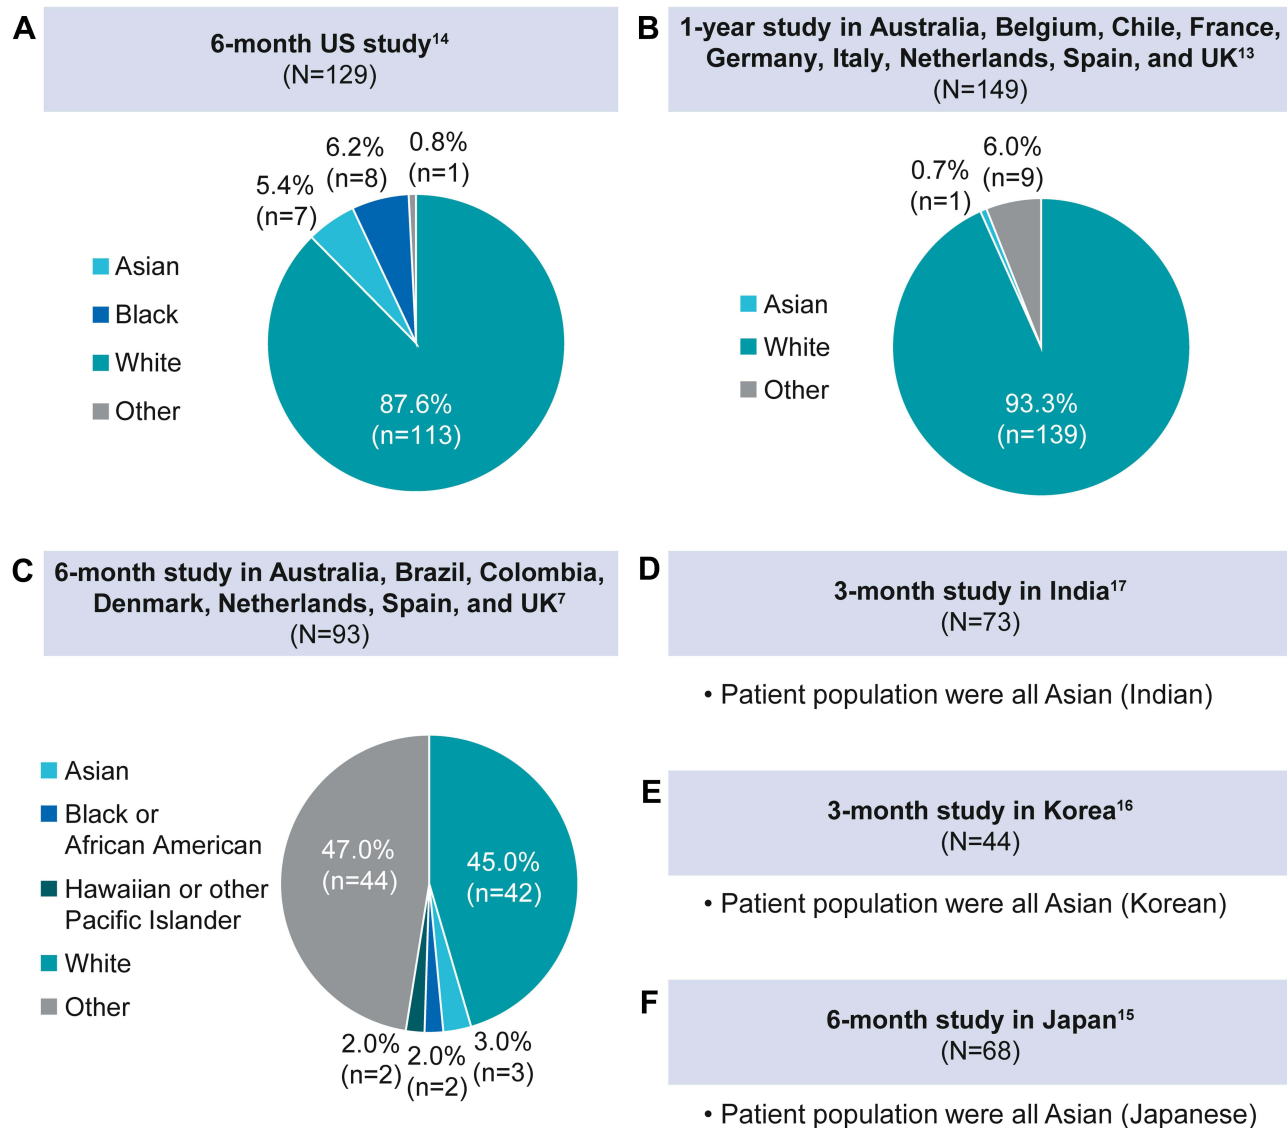 A
6-month US study¹⁴
(N=129)
0.8%
(n=1)
6.2%
(n=8)
5.4%
(n=7)
Asian
Black
White
Other
87.6%
(n=113)
B
1-year study in Australia, Belgium, Chile, France,
Germany, Italy, Netherlands, Spain, and UK¹³
(N=149)
6.0%
(n=9)
0.7%
(n=1)
Asian
White
Other
93.3%
(n=139)
C
6-month study in Australia, Brazil, Colombia,
Denmark, Netherlands, Spain, and UK⁷
(N=93)
Asian
Black or
African American
Hawaiian or other
Pacific Islander
White
Other
47.0%
(n=44)
45.0%
(n=42)
2.0%
(n=2)
2.0%
(n=2)
3.0%
(n=3)
D
3-month study in India¹⁷
(N=73)
• Patient population were all Asian (Indian)
E
3-month study in Korea¹⁶
(N=44)
• Patient population were all Asian (Korean)
F
6-month study in Japan¹⁵
(N=68)
• Patient population were all Asian (Japanese)